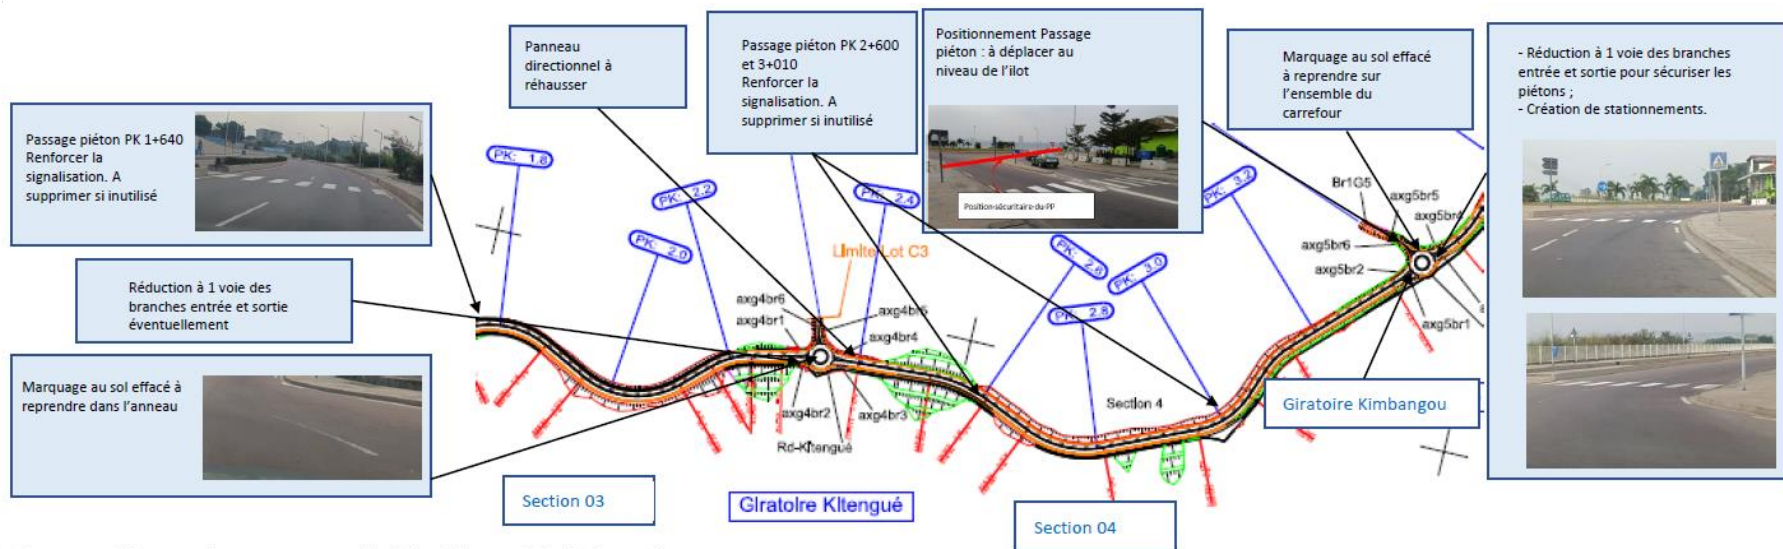 Passage piéton PK 1+640
Renforcer la
signalisation. A
supprimer si inutilisé
Réduction à 1 voie des
branches entrée et sortie
éventuellement
Marquage au sol effacé à
reprendre dans l'anneau
Panneau
directionnel à
réhausser
Passage piéton PK 2+600
et 3+010
Renforcer la
signalisation. A
supprimer si inutilisé
Positionnement Passage
piéton : à déplacer au
niveau de l'ilot
Position sécuritaire du PP
Marquage au sol effacé
à reprendre sur
l'ensemble du
carrefour
- Réduction à 1 voie des branches
entrée et sortie pour sécuriser les
piétons ;
- Création de stationnements.
PK: 1.8
PK: 2.0
PK: 2.2
PK: 2.4
PK: 2.6
PK: 2.8
PK: 3.0
PK: 3.2
Limite Lot C3
axg4br6
axg4br1
axg4br5
axg4br4
axg4br2
axg4br3
Rd-Kitengué
Section 4
Br1G5
axg5br5
axg5br4
axg5br6
axg5br2
axg5br1
Giratoire Kimbangou
Section 03
Giratoire Kitengué
Section 04